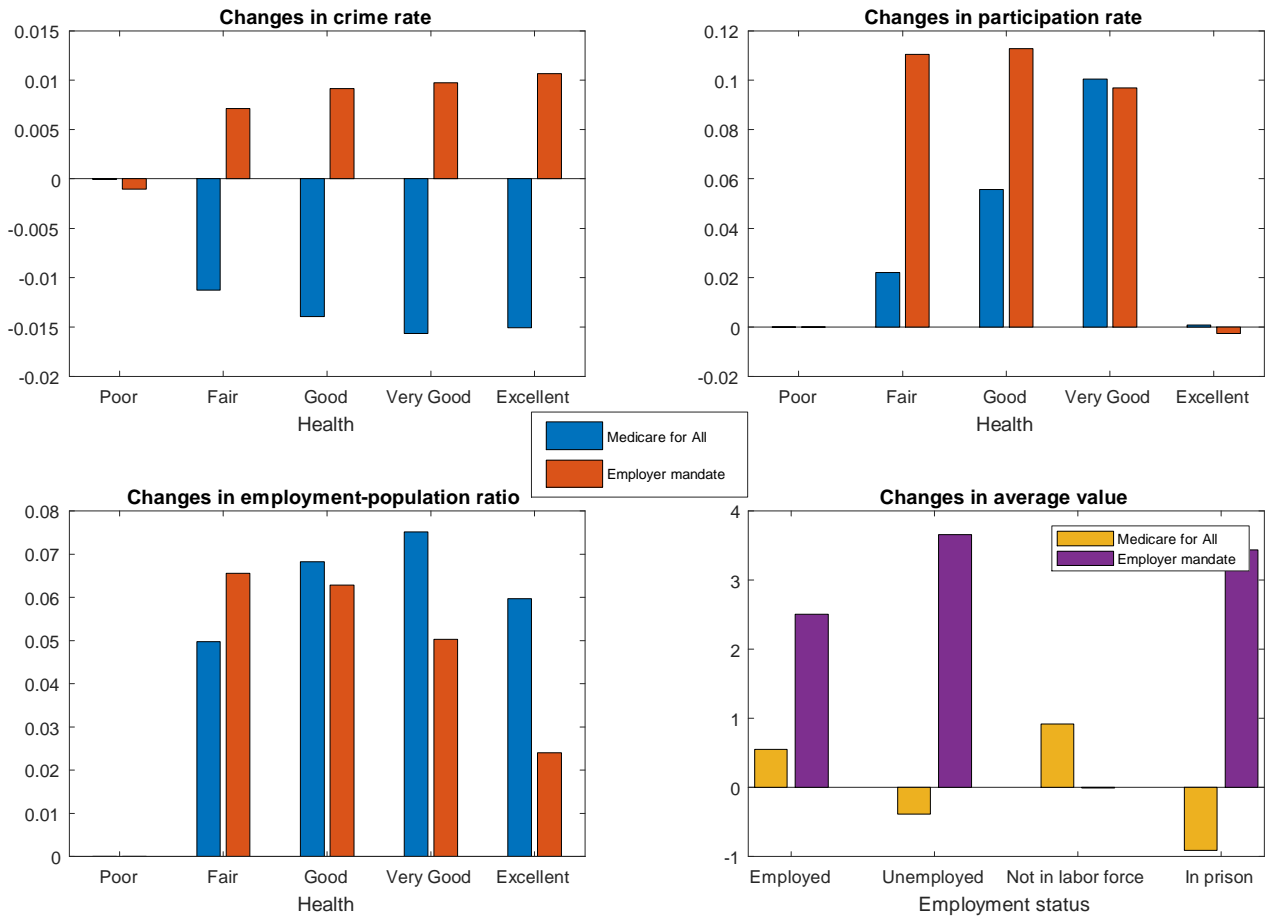 Changes in crime rate
0.015
0.01
0.005
0
-0.005
-0.01
-0.015
-0.02
Poor Fair Good Very Good Excellent
Health
Changes in participation rate
0.12
0.1
0.08
0.06
0.04
0.02
0
-0.02
Poor Fair Good Very Good Excellent
Health
Medicare for All
Employer mandate
Changes in employment-population ratio
0.08
0.07
0.06
0.05
0.04
0.03
0.02
0.01
0
Poor Fair Good Very Good Excellent
Health
Changes in average value
4
3
2
1
0
-1
Medicare for All
Employer mandate
Employed Unemployed Not in labor force In prison
Employment status